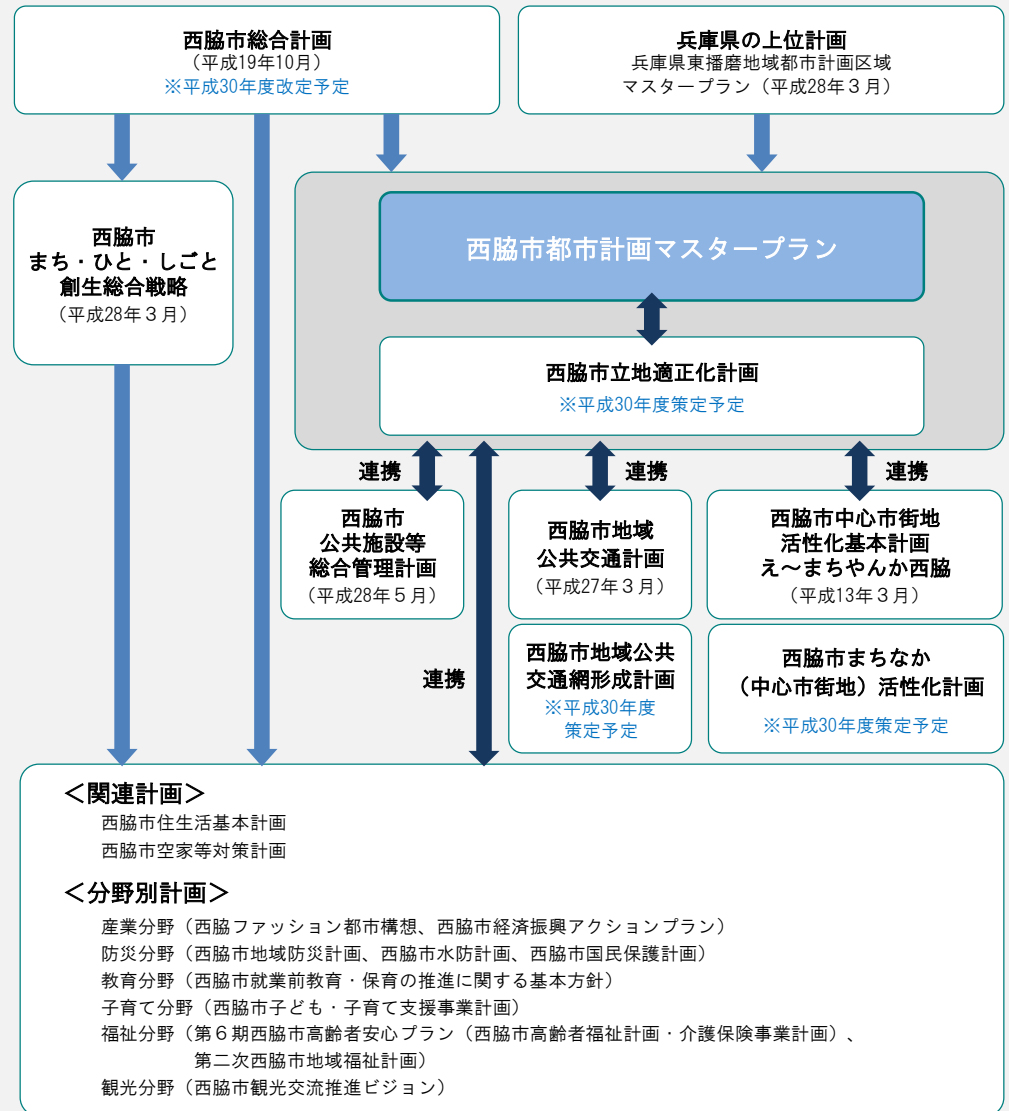 西脇市総合計画
（平成19年10月）
※平成30年度改定予定
兵庫県の上位計画
兵庫県東播磨地域都市計画区域
マスタープラン（平成28年３月）
西脇市
まち・ひと・しごと
創生総合戦略
（平成28年３月）
西脇市都市計画マスタープラン
西脇市立地適正化計画
※平成30年度策定予定
連携
連携
連携
西脇市
公共施設等
総合管理計画
（平成28年５月）
西脇市地域
公共交通計画
（平成27年３月）
西脇市中心市街地
活性化基本計画
え～まちやんか西脇
（平成13年３月）
連携
西脇市地域公共
交通網形成計画
※平成30年度
策定予定
西脇市まちなか
（中心市街地）活性化計画
※平成30年度策定予定
＜関連計画＞
西脇市住生活基本計画
西脇市空家等対策計画
＜分野別計画＞
産業分野（西脇ファッション都市構想、西脇市経済振興アクションプラン）
防災分野（西脇市地域防災計画、西脇市水防計画、西脇市国民保護計画）
教育分野（西脇市就業前教育・保育の推進に関する基本方針）
子育て分野（西脇市子ども・子育て支援事業計画）
福祉分野（第６期西脇市高齢者安心プラン（西脇市高齢者福祉計画・介護保険事業計画）、
第二次西脇市地域福祉計画）
観光分野（西脇市観光交流推進ビジョン）